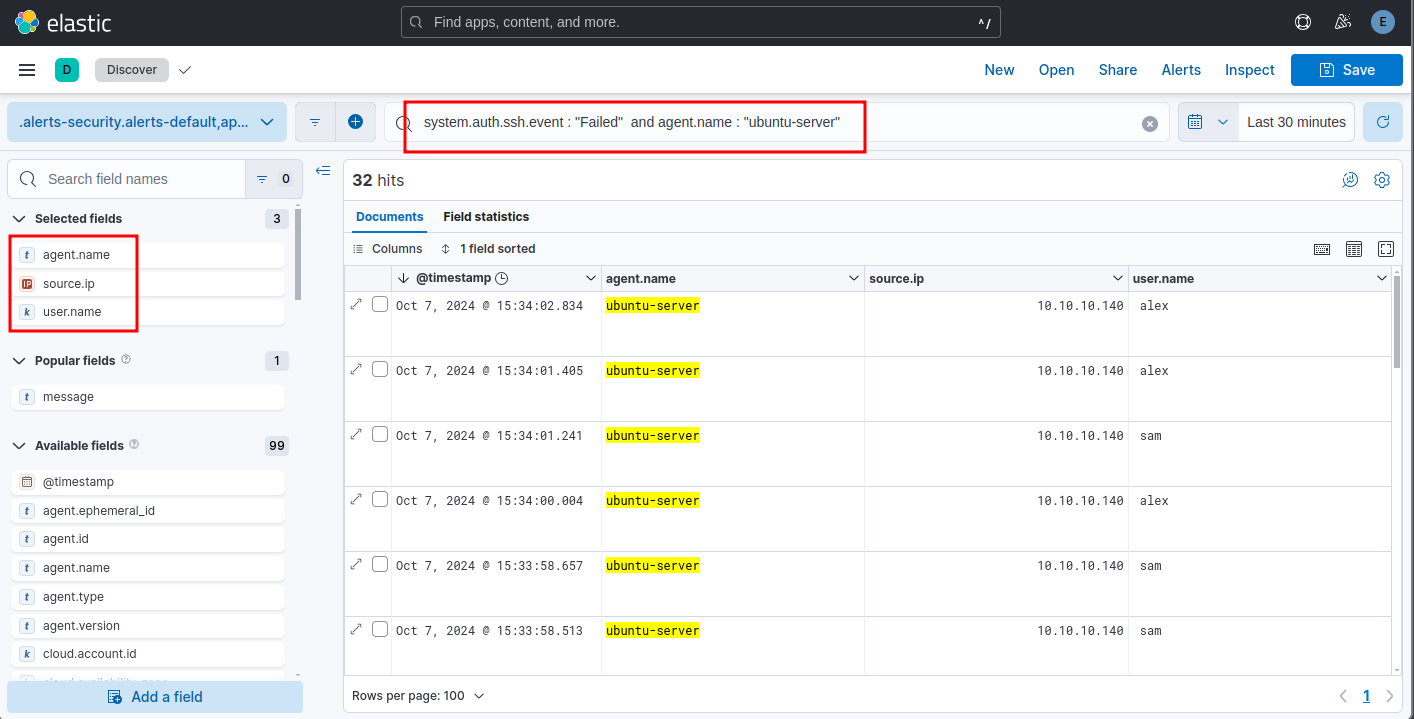 elastic
Find apps, content, and more.
^/
E
D
Discover
New
Open
Share
Alerts
Inspect
Save
.alerts-security.alerts-default,ap...
system.auth.ssh.event : "Failed"  and agent.name : "ubuntu-server"
Last 30 minutes
Search field names
0
32 hits
Selected fields
3
Documents
Field statistics
t agent.name
Columns
1 field sorted
IP source.ip
k user.name
@timestamp
agent.name
source.ip
user.name
Oct 7, 2024 @ 15:34:02.834 ubuntu-server 10.10.10.140 alex
Oct 7, 2024 @ 15:34:01.405 ubuntu-server 10.10.10.140 alex
Oct 7, 2024 @ 15:34:01.241 ubuntu-server 10.10.10.140 sam
Oct 7, 2024 @ 15:34:00.004 ubuntu-server 10.10.10.140 alex
Oct 7, 2024 @ 15:33:58.657 ubuntu-server 10.10.10.140 sam
Oct 7, 2024 @ 15:33:58.513 ubuntu-server 10.10.10.140 sam
Popular fields
1
t message
Available fields
99
@timestamp
t agent.ephemeral_id
t agent.id
t agent.name
t agent.type
t agent.version
k cloud.account.id
Add a field
Rows per page: 100
1